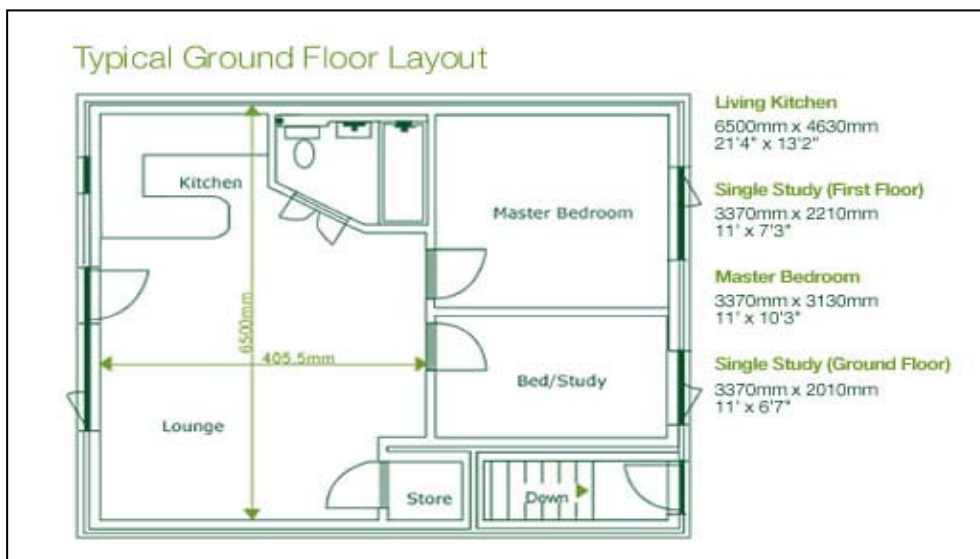 Typical Ground Floor Layout
Living Kitchen
6500mm x 4630mm
21'4" x 13'2"
Single Study (First Floor)
3370mm x 2210mm
11' x 7'3"
Master Bedroom
3370mm x 3130mm
11' x 10'3"
Single Study (Ground Floor)
3370mm x 2010mm
11' x 6'7"
Kitchen
Master Bedroom
6500mm
405.5mm
Bed/Study
Lounge
Store
Down